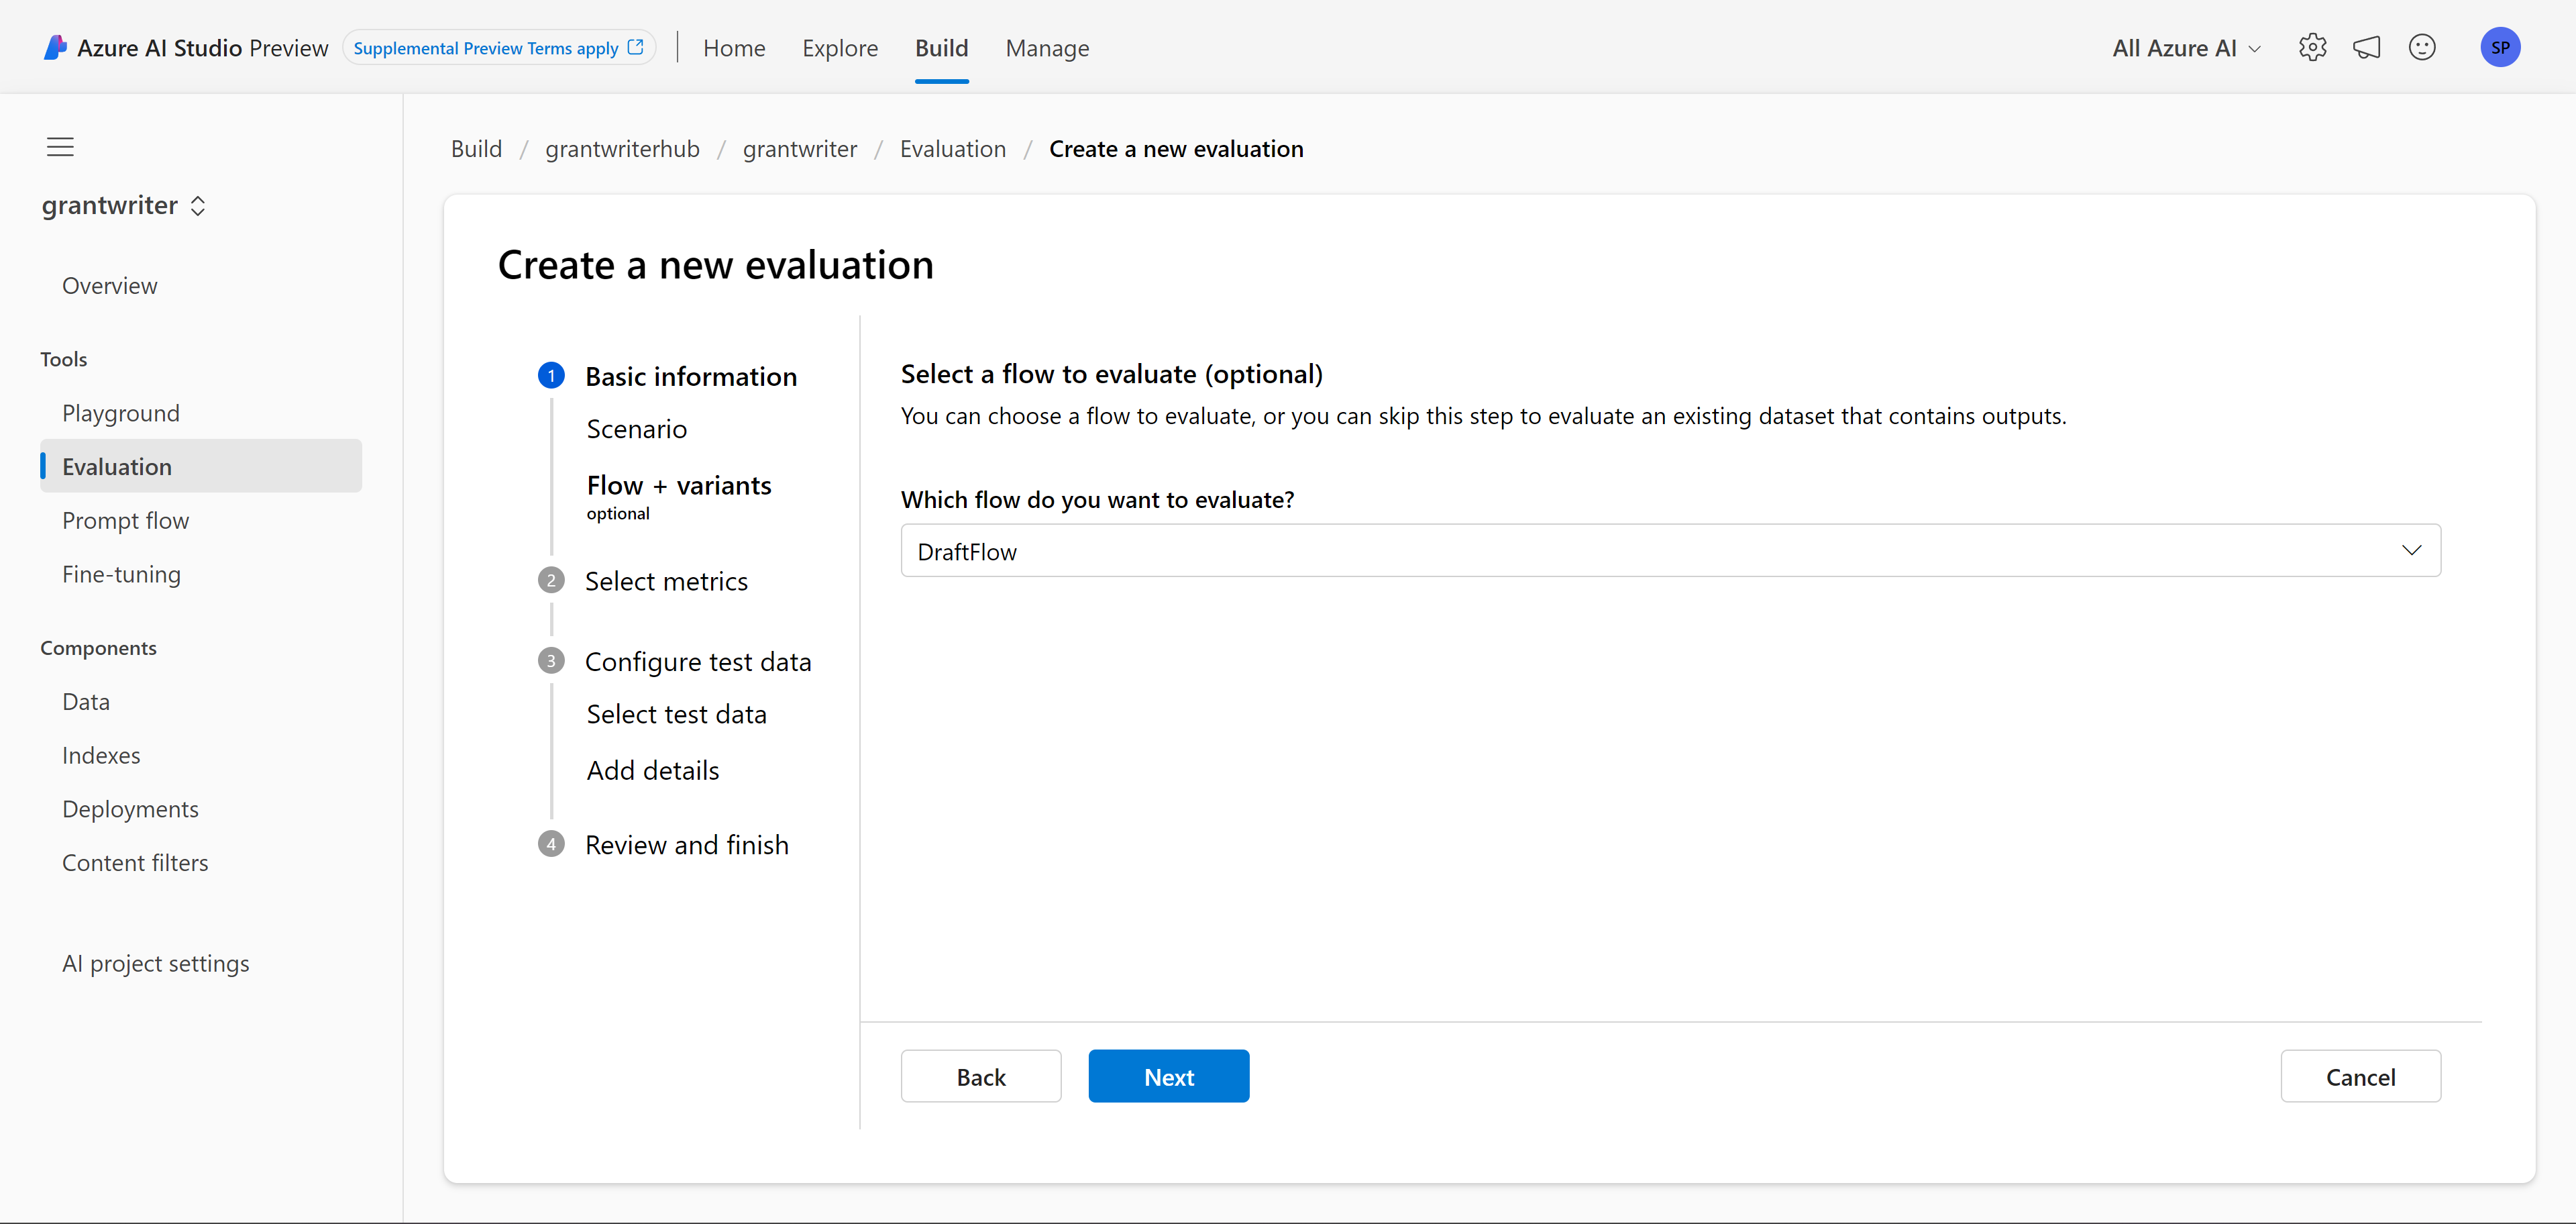 Azure AI Studio Preview
Supplemental Preview Terms apply
Home
Explore
Build
Manage
All Azure AI
SP
grantwriter
Overview
Tools
Playground
Evaluation
Prompt flow
Fine-tuning
Components
Data
Indexes
Deployments
Content filters
AI project settings
Build / grantwriterhub / grantwriter / Evaluation / Create a new evaluation
Create a new evaluation
1 Basic information
Scenario
Flow + variants
optional
2 Select metrics
3 Configure test data
Select test data
Add details
4 Review and finish
Select a flow to evaluate (optional)
You can choose a flow to evaluate, or you can skip this step to evaluate an existing dataset that contains outputs.
Which flow do you want to evaluate?
DraftFlow
Back
Next
Cancel